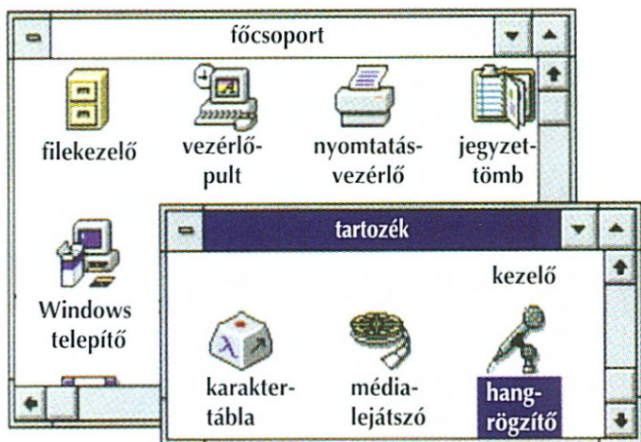 főcsoport
filekezelő
vezérlő-
pult
nyomtatás-
vezérlő
jegyzet-
tömb
Windows
telepítő
tartozék
kezelő
karakter-
tábla
média-
lejátszó
hang-
rögzítő